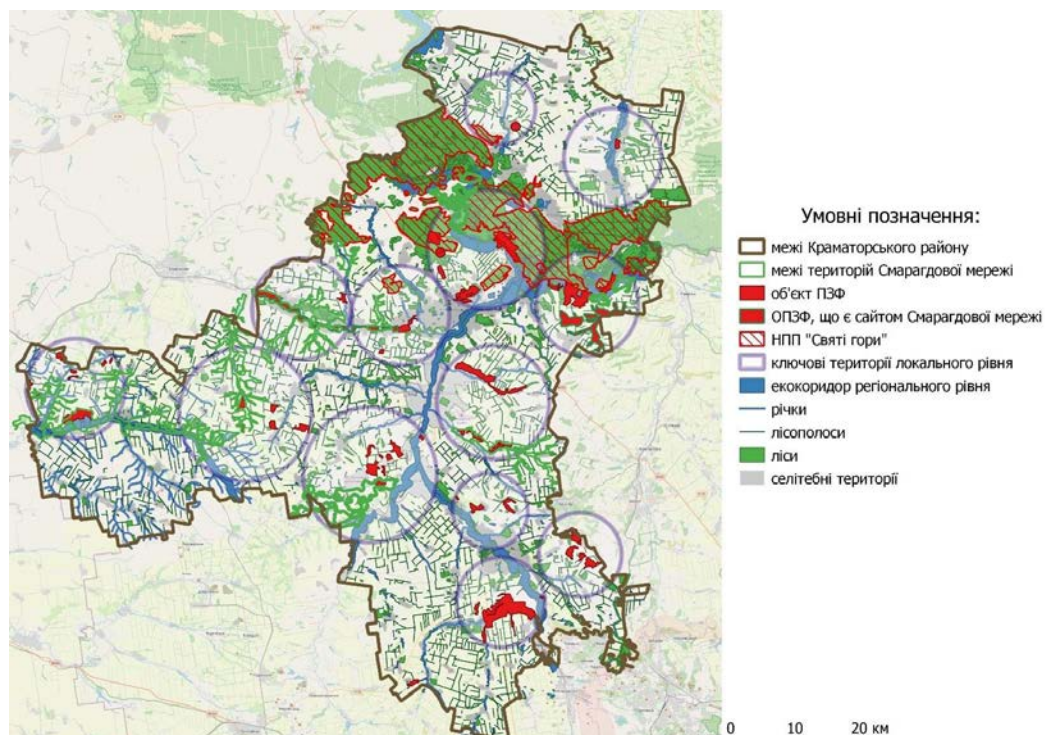 Умовні позначення:
межі Краматорського району
межі територій Смарагдової мережі
об'єкт ПЗФ
ОПЗФ, що є сайтом Смарагдової мережі
НПП "Святі гори"
ключові території локального рівня
екокоридор регіонального рівня
річки
лісополоси
ліси
селітебні території
0 10 20 км